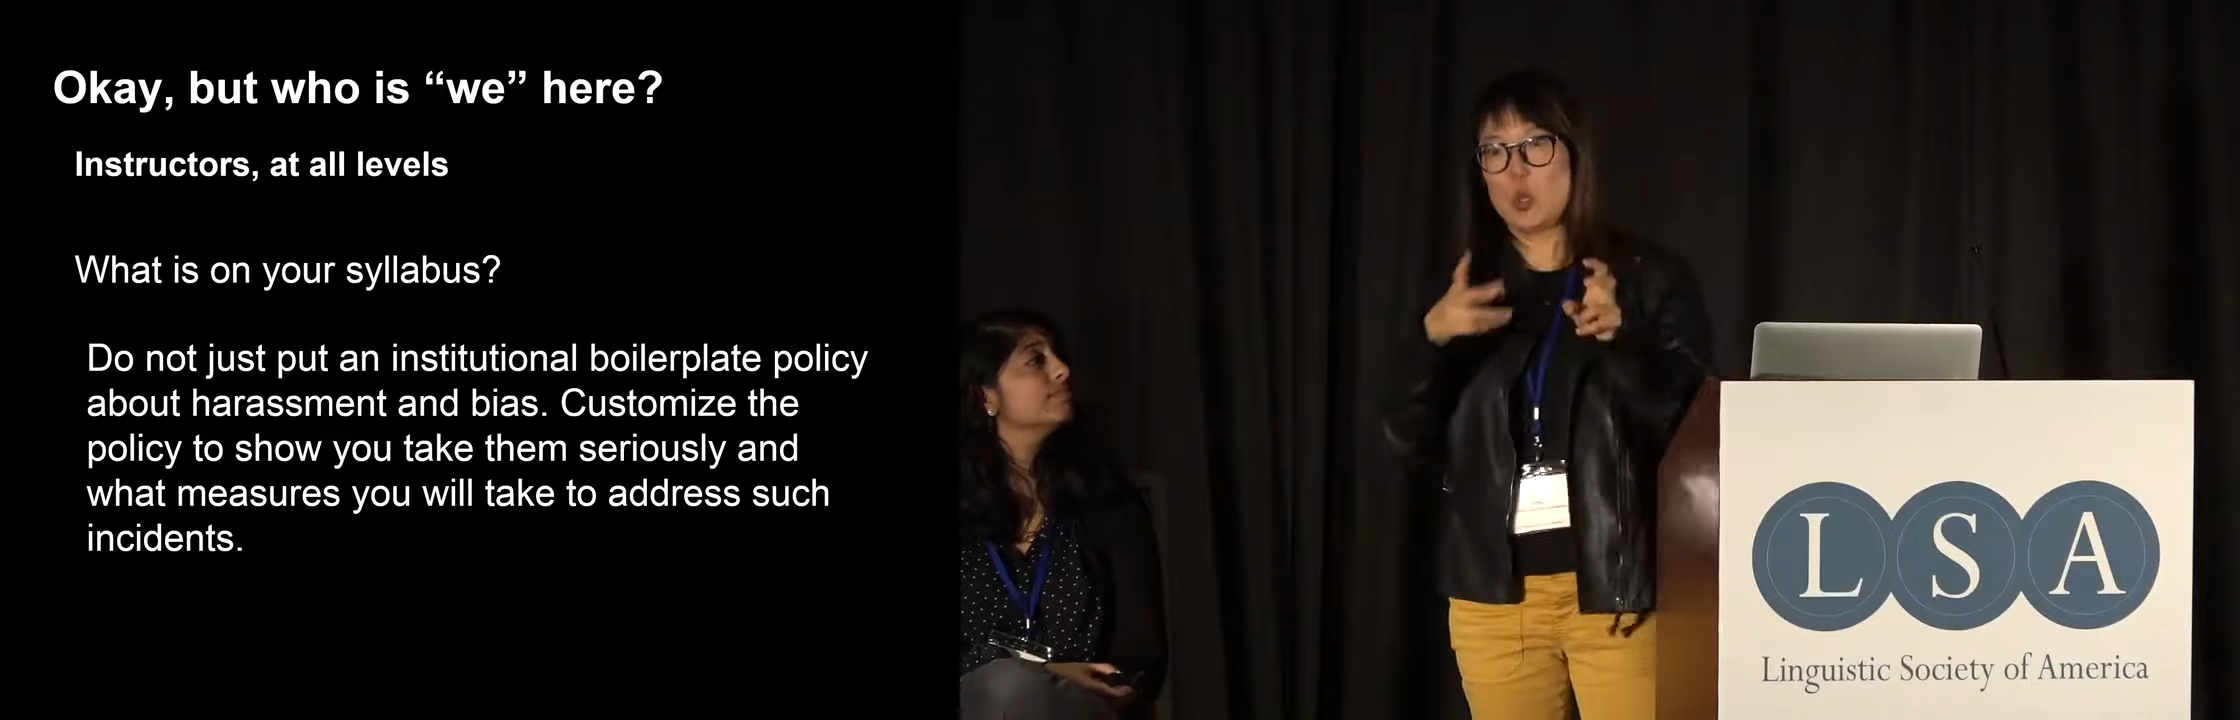 Okay, but who is “we” here?
Instructors, at all levels
What is on your syllabus?
Do not just put an institutional boilerplate policy
about harassment and bias. Customize the
policy to show you take them seriously and
what measures you will take to address such
incidents.
LSA
Linguistic Society of America